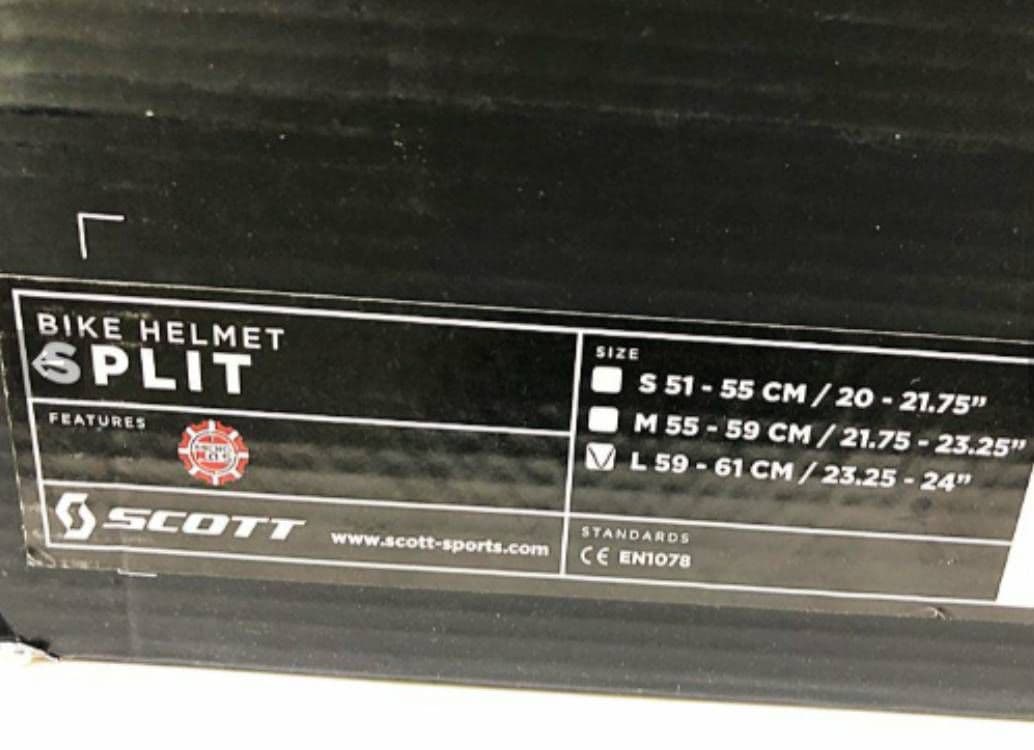 BIKE HELMET
SPLIT
FEATURES
SCOTT
www.scott-sports.com
SIZE
S 51 - 55 CM / 20 - 21.75”
M 55 - 59 CM / 21.75 - 23.25”
L 59 - 61 CM / 23.25 - 24”
STANDARDS
CE EN1078